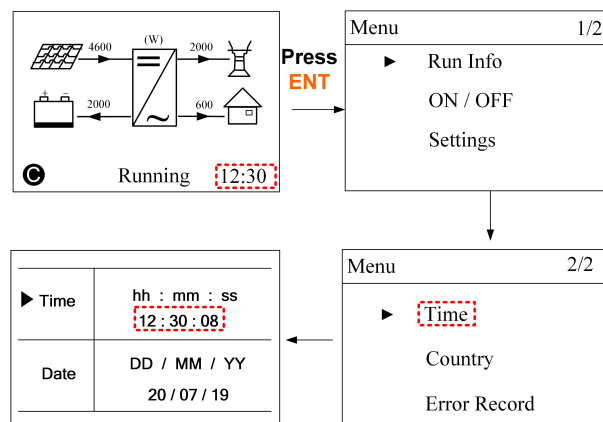 4600
(W)
2000
+ −
2000
600
C
Running
12:30
Press
ENT
Menu 1/2
▶ Run Info
ON / OFF
Settings
Menu 2/2
▶ Time
Country
Error Record
▶ Time
hh : mm : ss
12 : 30 : 08
Date
DD / MM / YY
20 / 07 / 19